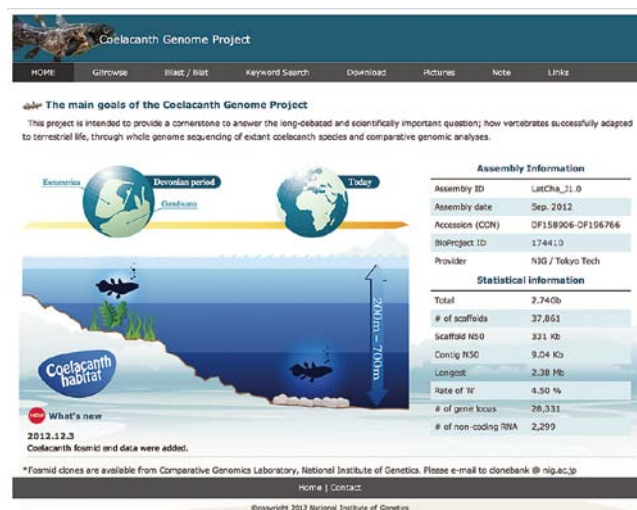 Coelacanth Genome Project
HOME GBrowse Blast / Blat Keyword Search Download Pictures Note Links
The main goals of the Coelacanth Genome Project
This project is intended to provide a cornerstone to answer the long-debated and scientifically important question; how vertebrates successfully adapted
to terrestrial life, through whole genome sequencing of extant coelacanth species and comparative genomic analyses.
Euramerica
Devonian period
Gondwana
Today
200m – 700m
Coelacanth
habitat
Assembly Information
Assembly ID LatCha_J1.0
Assembly date Sep. 2012
Accession (CON) DF158906-DF196766
BioProject ID 174410
Provider NIG / Tokyo Tech
Statistical information
Total 2.74Gb
# of scaffolds 37,861
Scaffold N50 331 Kb
Contig N50 9.04 Kb
Longest 2.38 Mb
Rate of 'N' 4.50 %
# of gene locus 28,331
# of non-coding RNA 2,299
NEW What's new
2012.12.3
Coelacanth fosmid end data were added.
*Fosmid clones are available from Comparative Genomics Laboratory, National Institute of Genetics. Please e-mail to clonebank @ nig.ac.jp
Home | Contact
©copyright 2012 National Institute of Genetics